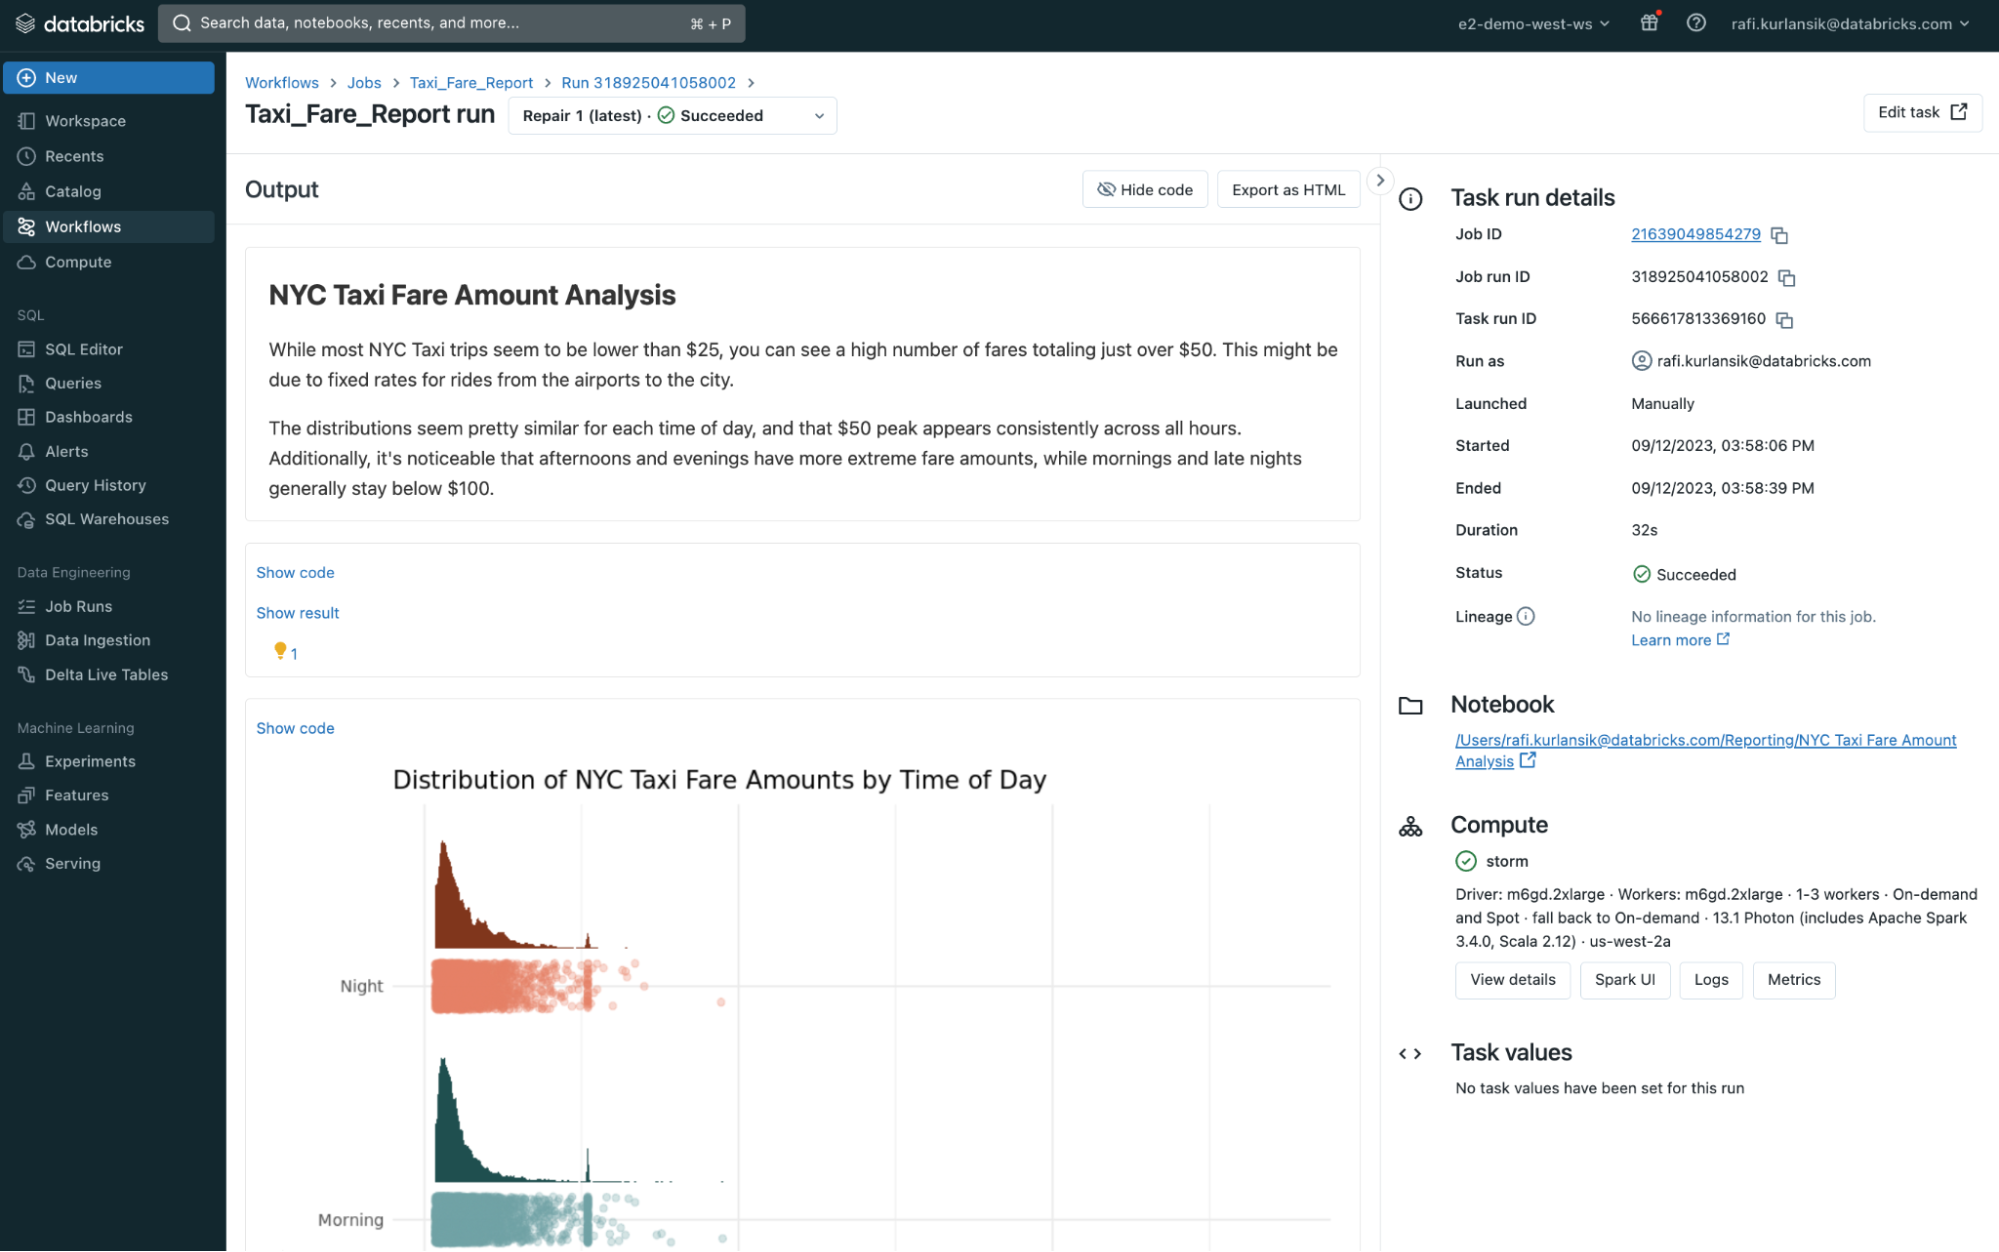 databricks
Search data, notebooks, recents, and more...
⌘ + P
e2-demo-west-ws
rafi.kurlansik@databricks.com
New
Workspace
Recents
Catalog
Workflows
Compute
SQL
SQL Editor
Queries
Dashboards
Alerts
Query History
SQL Warehouses
Data Engineering
Job Runs
Data Ingestion
Delta Live Tables
Machine Learning
Experiments
Features
Models
Serving
Workflows > Jobs > Taxi_Fare_Report > Run 318925041058002 >
Taxi_Fare_Report run
Repair 1 (latest) · Succeeded
Edit task
Output
Hide code
Export as HTML
NYC Taxi Fare Amount Analysis
While most NYC Taxi trips seem to be lower than $25, you can see a high number of fares totaling just over $50. This might be
due to fixed rates for rides from the airports to the city.
The distributions seem pretty similar for each time of day, and that $50 peak appears consistently across all hours.
Additionally, it's noticeable that afternoons and evenings have more extreme fare amounts, while mornings and late nights
generally stay below $100.
Show code
Show result
1
Show code
Distribution of NYC Taxi Fare Amounts by Time of Day
Night
Morning
Task run details
Job ID 21639049854279
Job run ID 318925041058002
Task run ID 566617813369160
Run as rafi.kurlansik@databricks.com
Launched Manually
Started 09/12/2023, 03:58:06 PM
Ended 09/12/2023, 03:58:39 PM
Duration 32s
Status Succeeded
Lineage No lineage information for this job.
Learn more
Notebook
/Users/rafi.kurlansik@databricks.com/Reporting/NYC Taxi Fare Amount
Analysis
Compute
storm
Driver: m6gd.2xlarge · Workers: m6gd.2xlarge · 1-3 workers · On-demand
and Spot · fall back to On-demand · 13.1 Photon (includes Apache Spark
3.4.0, Scala 2.12) · us-west-2a
View details
Spark UI
Logs
Metrics
Task values
No task values have been set for this run